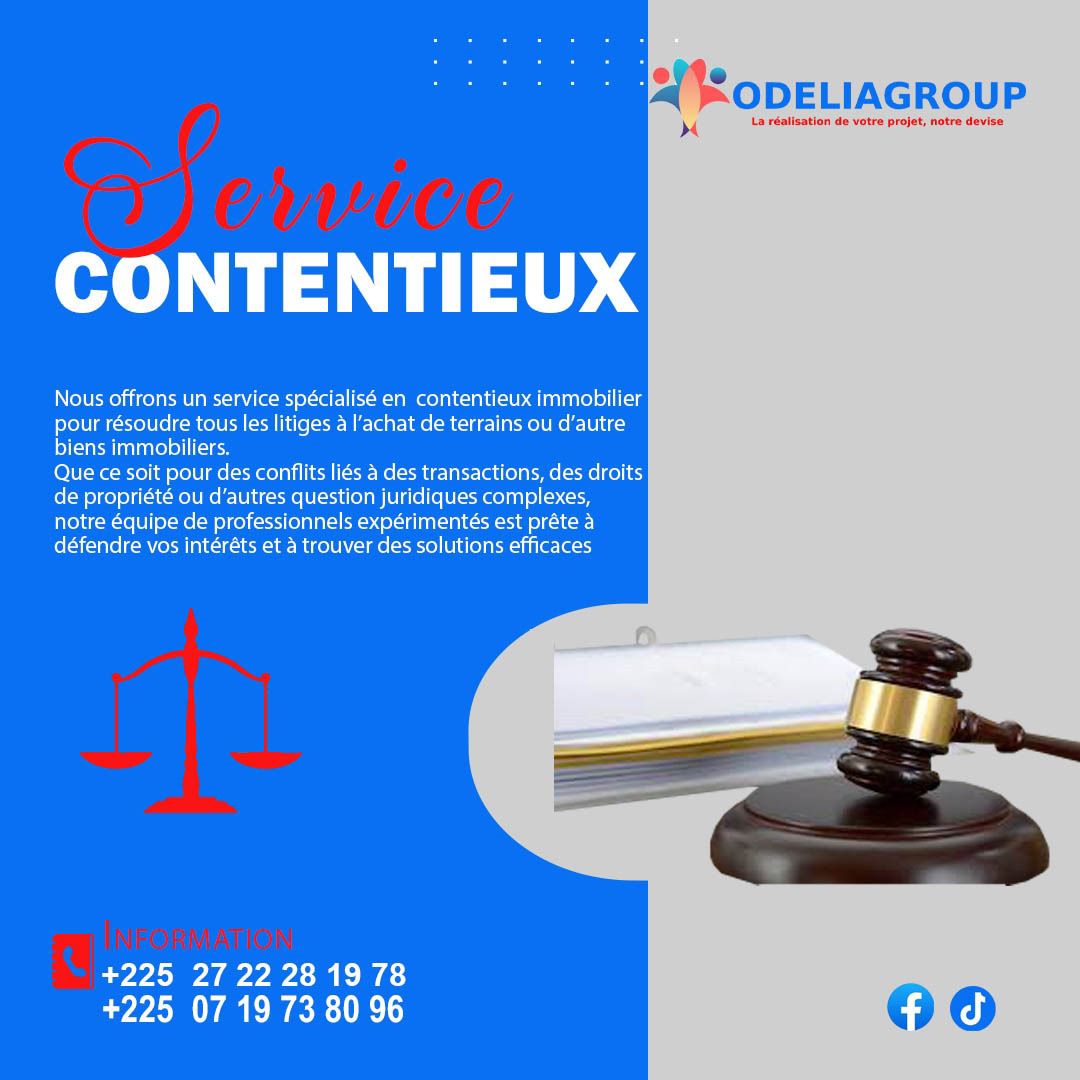 ODELIAGROUP
La réalisation de votre projet, notre devise
Service
CONTENTIEUX
Nous offrons un service spécialisé en contentieux immobilier
pour résoudre tous les litiges à l'achat de terrains ou d'autre
biens immobiliers.
Que ce soit pour des conflits liés à des transactions, des droits
de propriété ou d'autres question juridiques complexes,
notre équipe de professionnels expérimentés est prête à
défendre vos intérêts et à trouver des solutions efficaces
INFORMATION
+225 27 22 28 19 78
+225 07 19 73 80 96